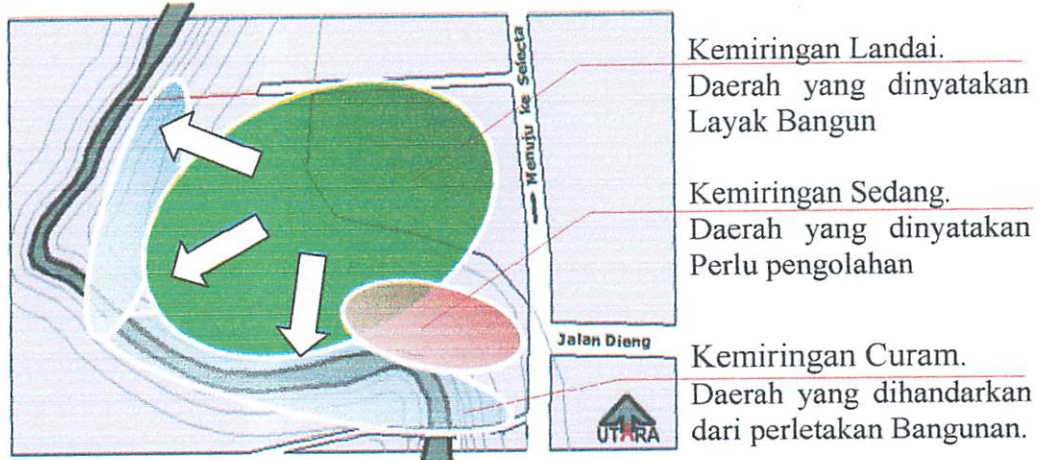 Menuju ke Selecta
Kemiringan Landai.
Daerah yang dinyatakan
Layak Bangun
Kemiringan Sedang.
Daerah yang dinyatakan
Perlu pengolahan
Jalan Dieng
Kemiringan Curam.
Daerah yang dihandarkan
dari perletakan Bangunan.
UTARA